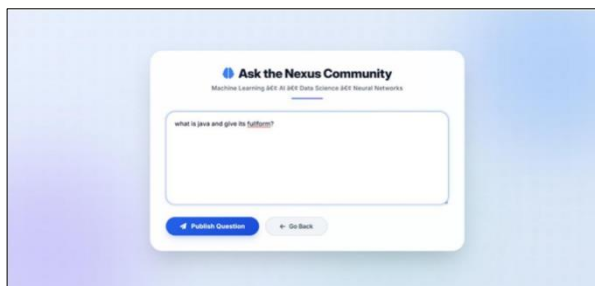 Ask the Nexus Community
Machine Learning â€¢ AI â€¢ Data Science â€¢ Neural Networks
what is java and give its fullform?
Publish Question
← Go Back